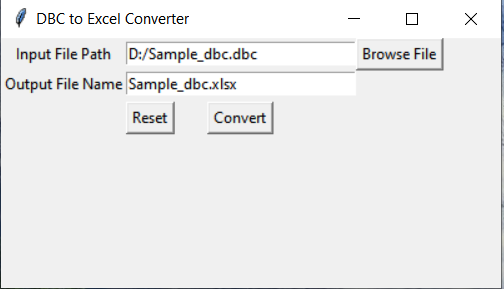 DBC to Excel Converter
Input File Path D:/Sample_dbc.dbc Browse File
Output File Name Sample_dbc.xlsx
Reset Convert